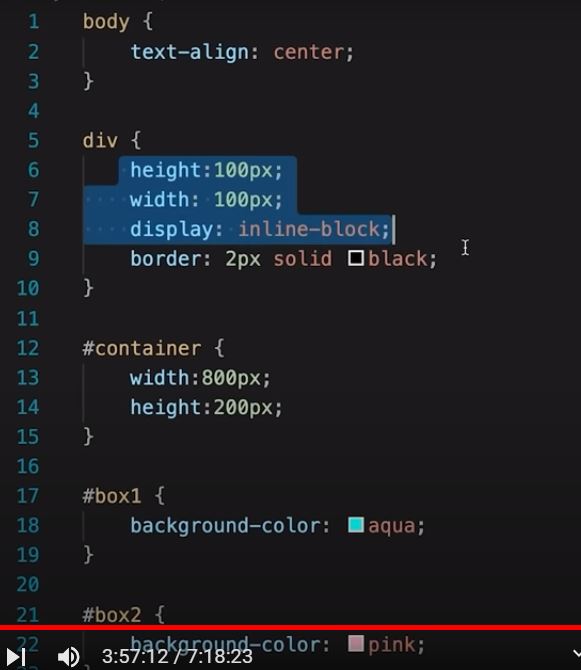 1 body {
2 text-align: center;
3 }
4
5 div {
6 height:100px;
7 width: 100px;
8 display: inline-block;
9 border: 2px solid black;
10 }
11
12 #container {
13 width:800px;
14 height:200px;
15 }
16
17 #box1 {
18 background-color: aqua;
19 }
20
21 #box2 {
22 background-color: pink;
3:57:12 / 7:18:23